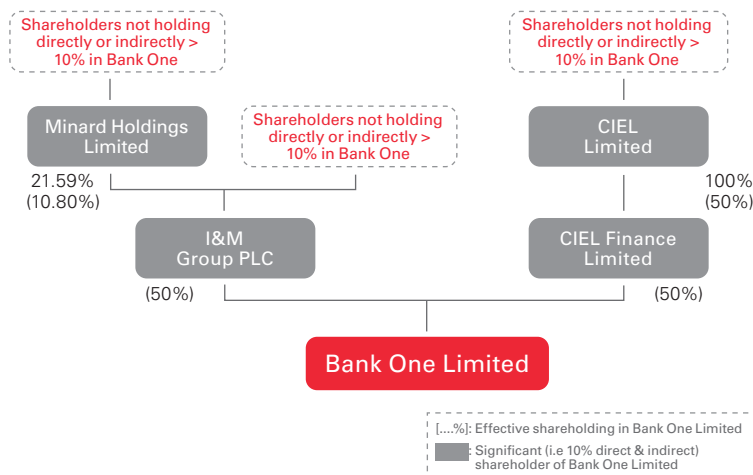 Shareholders not holding
directly or indirectly >
10% in Bank One
Shareholders not holding
directly or indirectly >
10% in Bank One
Minard Holdings
Limited
Shareholders not holding
directly or indirectly >
10% in Bank One
CIEL
Limited
21.59%
(10.80%)
100%
(50%)
I&M
Group PLC
CIEL Finance
Limited
(50%)
(50%)
Bank One Limited
[....%]: Effective shareholding in Bank One Limited
: Significant (i.e 10% direct & indirect)
shareholder of Bank One Limited